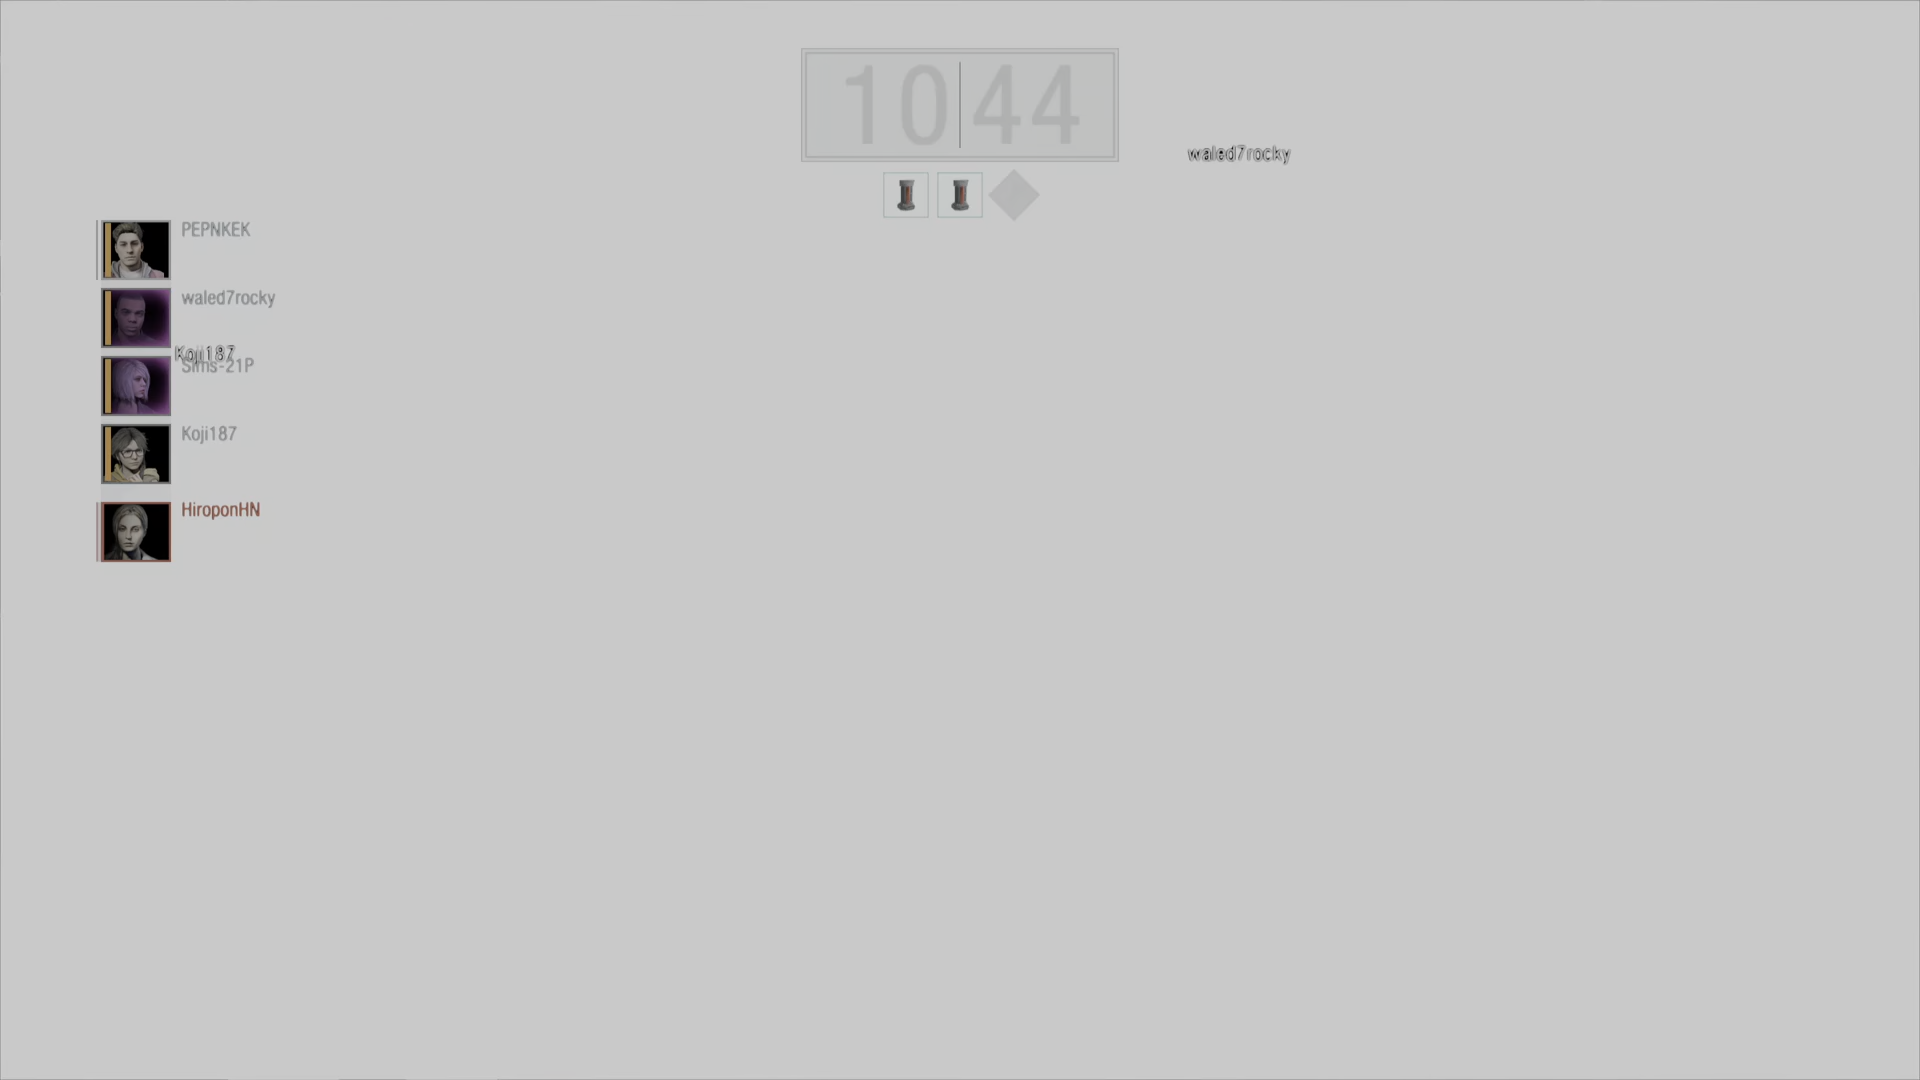 10 44
waled7rocky
PEPNKEK
waled7rocky
Koji187
Sims-21P
Koji187
HiroponHN